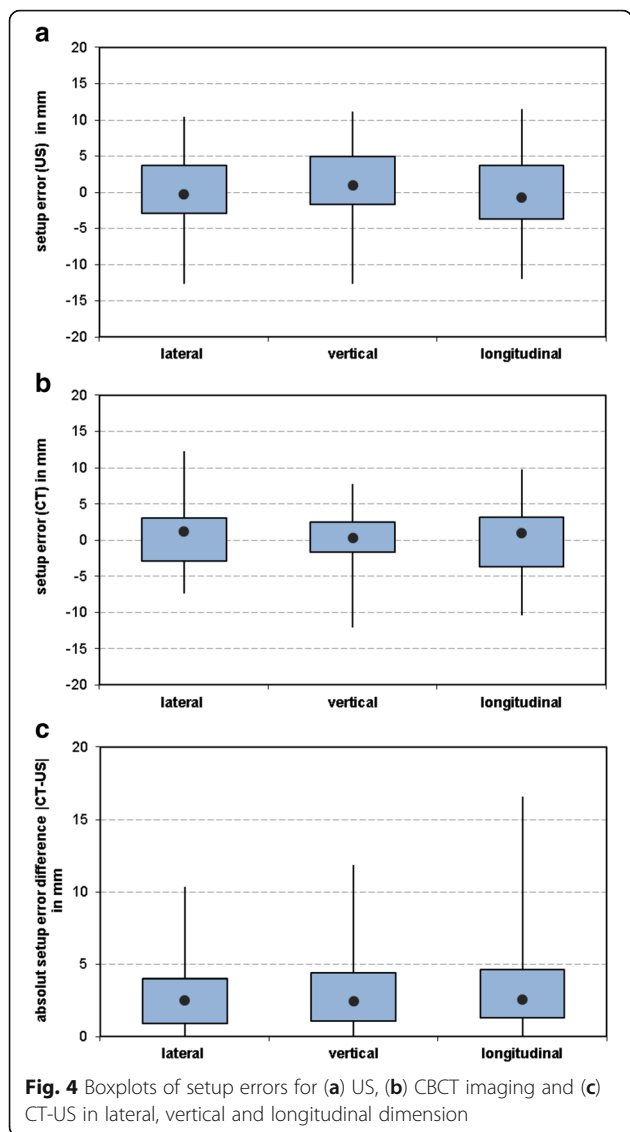 a
20
15
10
5
0
-5
-10
-15
-20
setup error (US) in mm
lateral vertical longitudinal
b
20
15
10
5
0
-5
-10
-15
-20
setup error (CT) in mm
lateral vertical longitudinal
c
20
15
10
5
0
absolut setup error difference |CT-US|
in mm
lateral vertical longitudinal
Fig. 4 Boxplots of setup errors for (a) US, (b) CBCT imaging and (c)
CT-US in lateral, vertical and longitudinal dimension